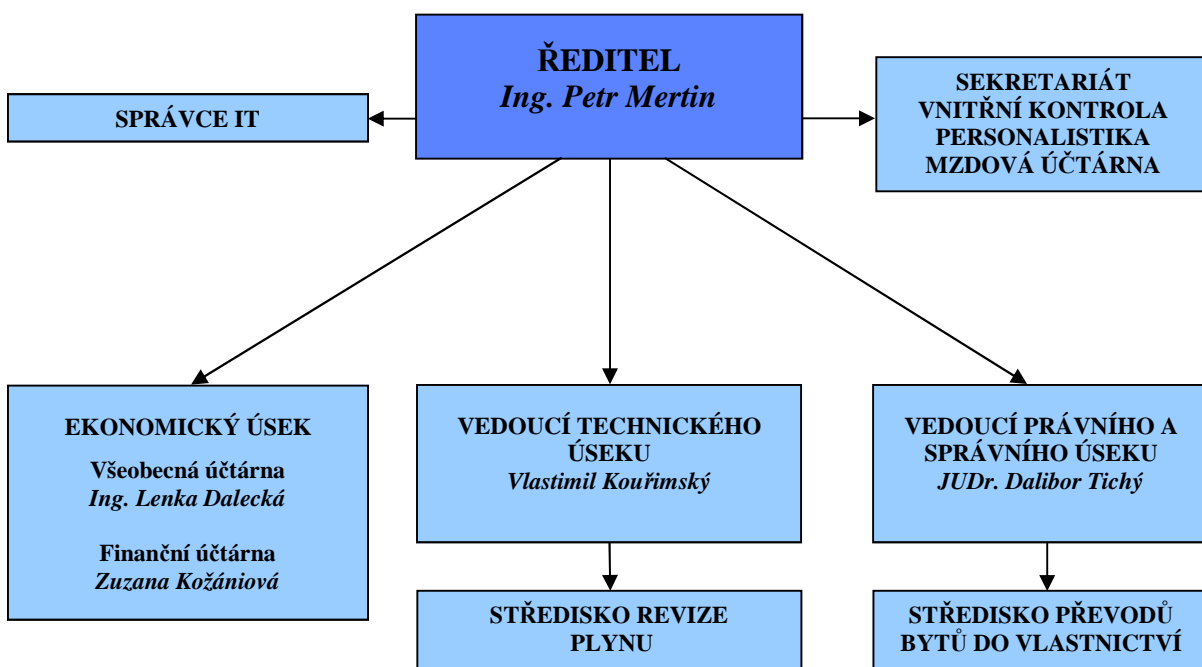 ŘEDITEL
Ing. Petr Mertin
SPRÁVCE IT
SEKRETARIÁT
VNITŘNÍ KONTROLA
PERSONALISTIKA
MZDOVÁ ÚČTÁRNA
EKONOMICKÝ ÚSEK
Všeobecná účtárna
Ing. Lenka Dalecká
Finanční účtárna
Zuzana Kožániová
VEDOUCÍ TECHNICKÉHO
ÚSEKU
Vlastimil Kouřimský
VEDOUCÍ PRÁVNÍHO A
SPRÁVNÍHO ÚSEKU
JUDr. Dalibor Tichý
STŘEDISKO REVIZE
PLYNU
STŘEDISKO PŘEVODŮ
BYTŮ DO VLASTNICTVÍ